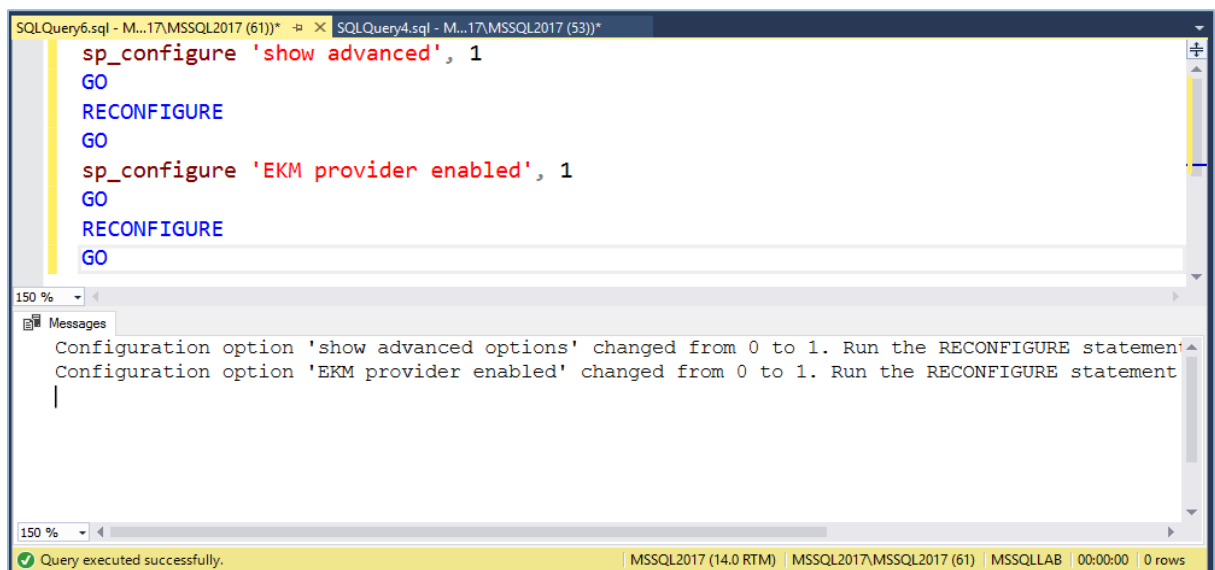 SQLQuery6.sql - M...17\MSSQL2017 (61))* SQLQuery4.sql - M...17\MSSQL2017 (53))*
sp_configure 'show advanced', 1
GO
RECONFIGURE
GO
sp_configure 'EKM provider enabled', 1
GO
RECONFIGURE
GO
150 %
Messages
Configuration option 'show advanced options' changed from 0 to 1. Run the RECONFIGURE statement
Configuration option 'EKM provider enabled' changed from 0 to 1. Run the RECONFIGURE statement
150 %
Query executed successfully. MSSQL2017 (14.0 RTM) MSSQL2017\MSSQL2017 (61) MSSQLLAB 00:00:00 0 rows